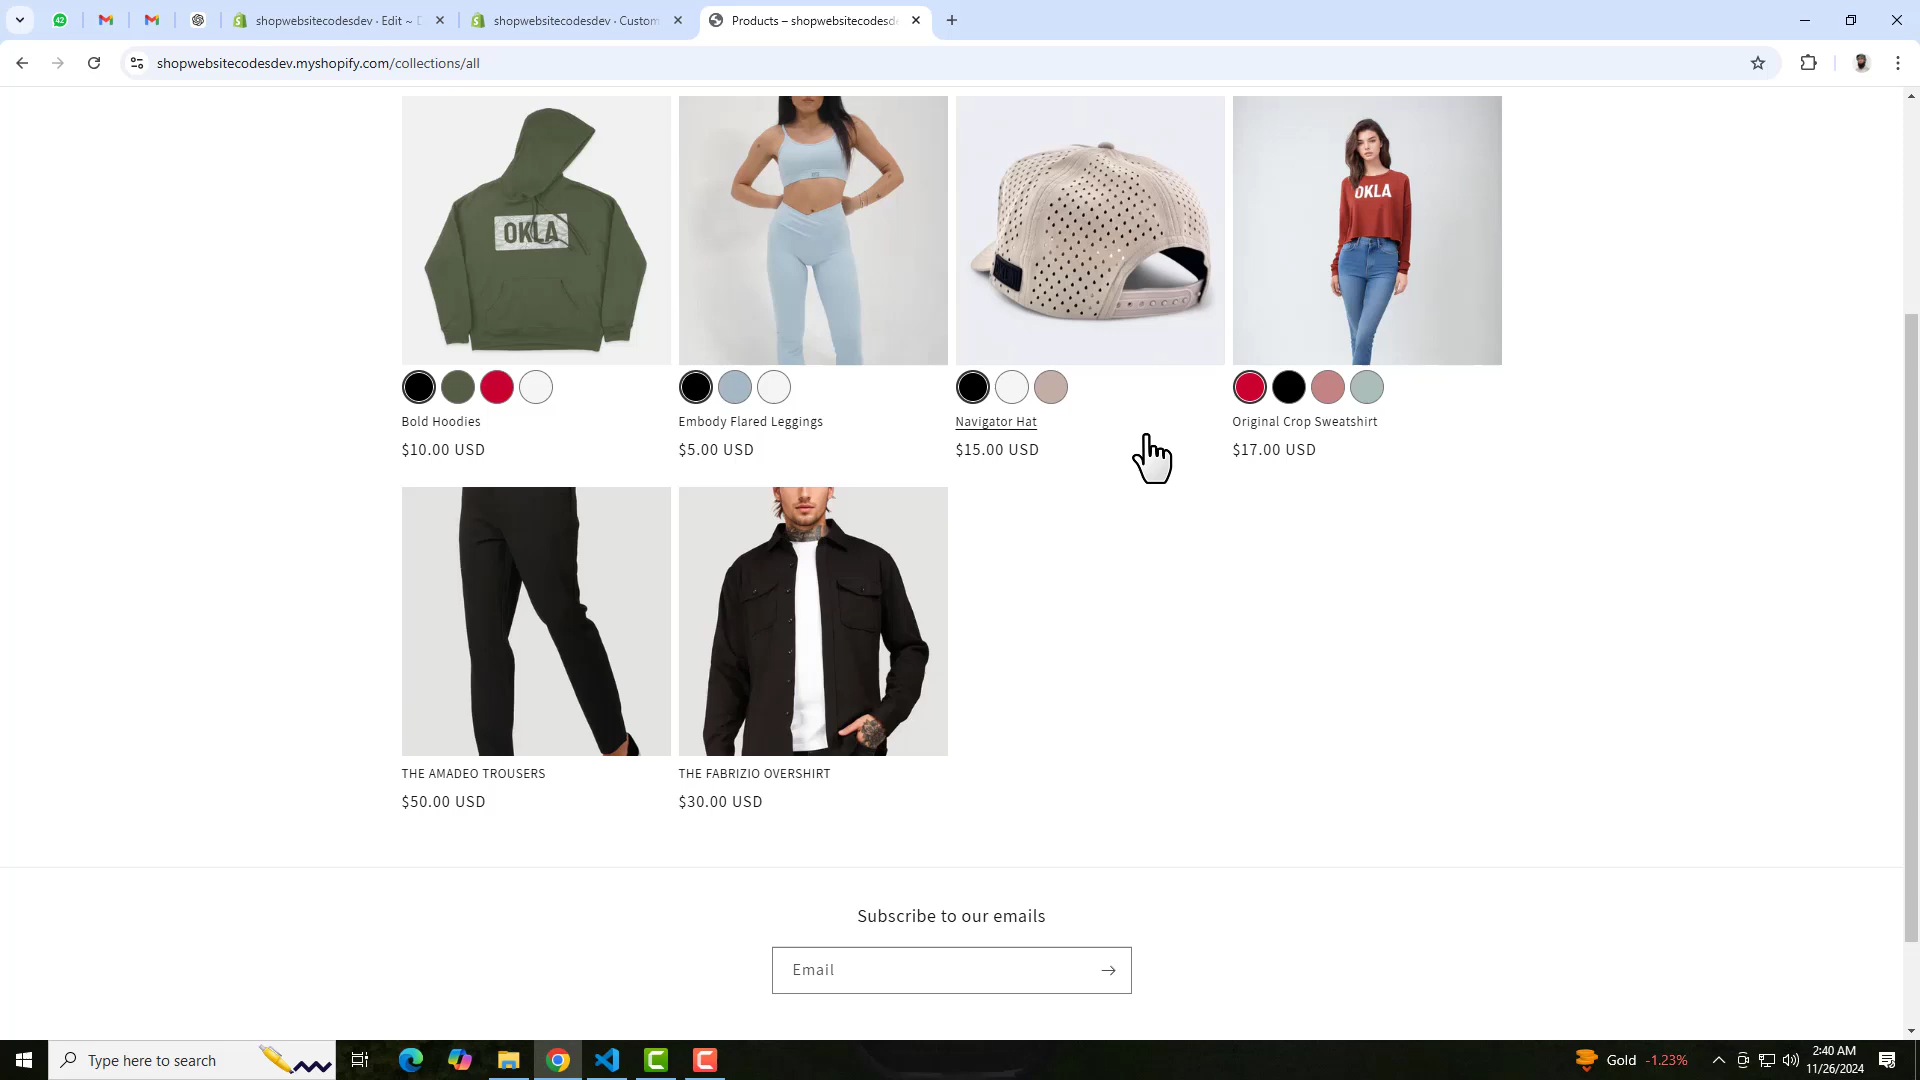 42
shopwebsitecodesdev · Edit ~ D
shopwebsitecodesdev · Custom
Products – shopwebsitecodesde
shopwebsitecodesdev.myshopify.com/collections/all
OKLA
OKLA
Bold Hoodies
Embody Flared Leggings
Navigator Hat
Original Crop Sweatshirt
$10.00 USD
$5.00 USD
$15.00 USD
$17.00 USD
THE AMADEO TROUSERS
THE FABRIZIO OVERSHIRT
$50.00 USD
$30.00 USD
Subscribe to our emails
Email
Type here to search
Gold -1.23%
2:40 AM
11/26/2024